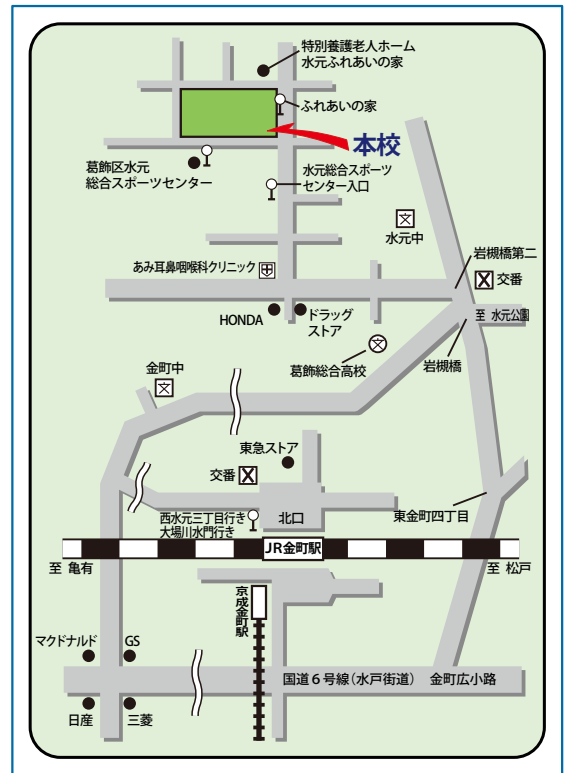 特別養護老人ホーム
水元ふれあいの家
ふれあいの家
本校
葛飾区水元
総合スポーツセンター
水元総合スポーツ
センター入口
文
水元中
岩槻橋第二
あみ耳鼻咽喉科クリニック
交番
至 水元公園
HONDA
ドラッグ
ストア
文
葛飾総合高校
岩槻橋
金町中
文
東急ストア
交番
西水元三丁目行き
大場川水門行き
北口
東金町四丁目
JR金町駅
至 亀有
至 松戸
京成金町駅
マクドナルド
GS
国道6号線(水戸街道)
金町広小路
日産
三菱